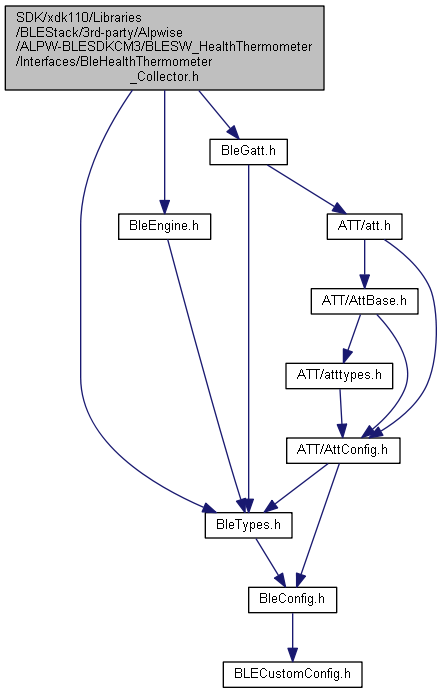 SDK/xdk110/Libraries
/BLEStack/3rd-party/Alpwise
/ALPW-BLESDKCM3/BLESW_HealthThermometer
/Interfaces/BleHealthThermometer
_Collector.h
BleGatt.h
BleEngine.h
ATT/att.h
ATT/AttBase.h
ATT/atttypes.h
ATT/AttConfig.h
BleTypes.h
BleConfig.h
BLECustomConfig.h